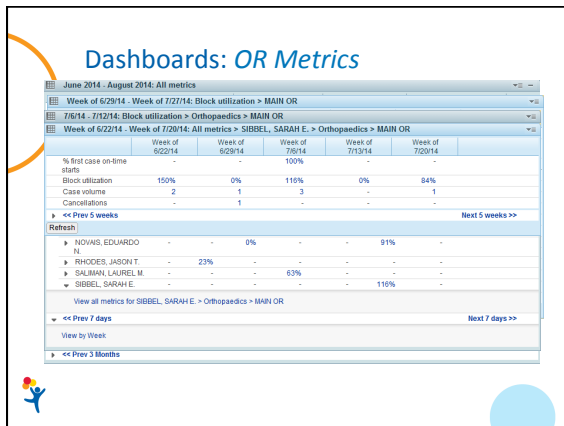 Dashboards: OR Metrics
June 2014 - August 2014: All metrics
Week of 6/29/14 - Week of 7/27/14: Block utilization > MAIN OR
7/6/14 - 7/12/14: Block utilization > Orthopaedics > MAIN OR
Week of 6/22/14 - Week of 7/20/14: All metrics > SIBBEL, SARAH E. > Orthopaedics > MAIN OR
Week of Week of Week of Week of Week of
6/22/14 6/29/14 7/6/14 7/13/14 7/20/14
% first case on-time - - 100% - -
starts
Block utilization 150% 0% 116% 0% 84%
Case volume 2 1 3 - 1
Cancellations - 1 - - -
<< Prev 5 weeks Next 5 weeks >>
Refresh
NOVAIS, EDUARDO - - 0% - - 91% -
N.
RHODES, JASON T. - 23% - - - - -
SALIMAN, LAUREL M. - - - 63% - - -
SIBBEL, SARAH E. - - - - - 116% -
View all metrics for SIBBEL, SARAH E. > Orthopaedics > MAIN OR
<< Prev 7 days Next 7 days >>
View by Week
<< Prev 3 Months